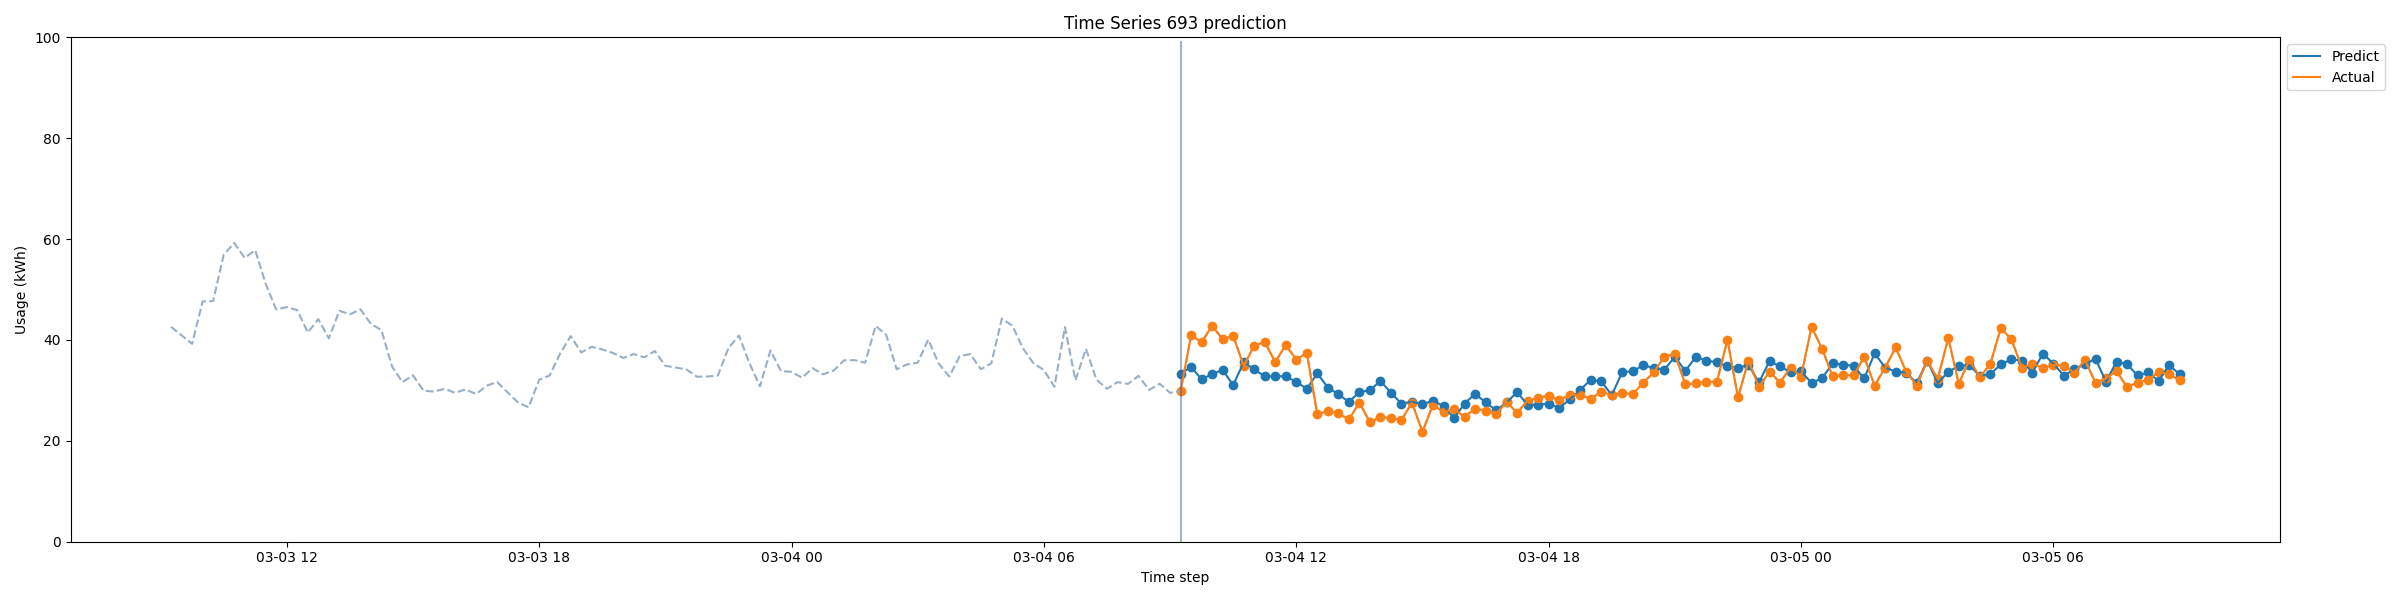 Time Series 693 prediction
Predict
Actual
100
80
60
40
20
0
Usage (kWh)
03-03 12
03-03 18
03-04 00
03-04 06
03-04 12
03-04 18
03-05 00
03-05 06
Time step